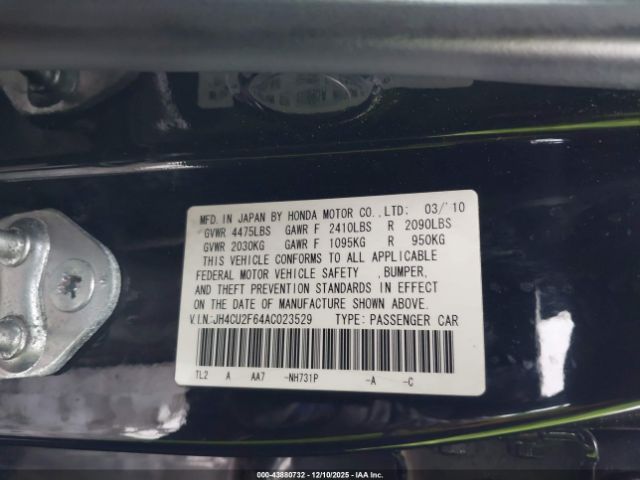 MFD. IN JAPAN BY HONDA MOTOR CO., LTD: 03/'10
GVWR 4475LBS GAWR F 2410LBS R 2090LBS
GVWR 2030KG GAWR F 1095KG R 950KG
THIS VEHICLE CONFORMS TO ALL APPLICABLE
FEDERAL MOTOR VEHICLE SAFETY ,BUMPER,
AND THEFT PREVENTION STANDARDS IN EFFECT
ON THE DATE OF MANUFACTURE SHOWN ABOVE.
V.I.N.:JH4CU2F64AC023529 TYPE: PASSENGER CAR
TL2 A AA7 -NH731P -A -C
000-43880732 - 12/10/2025 - IAAI.com